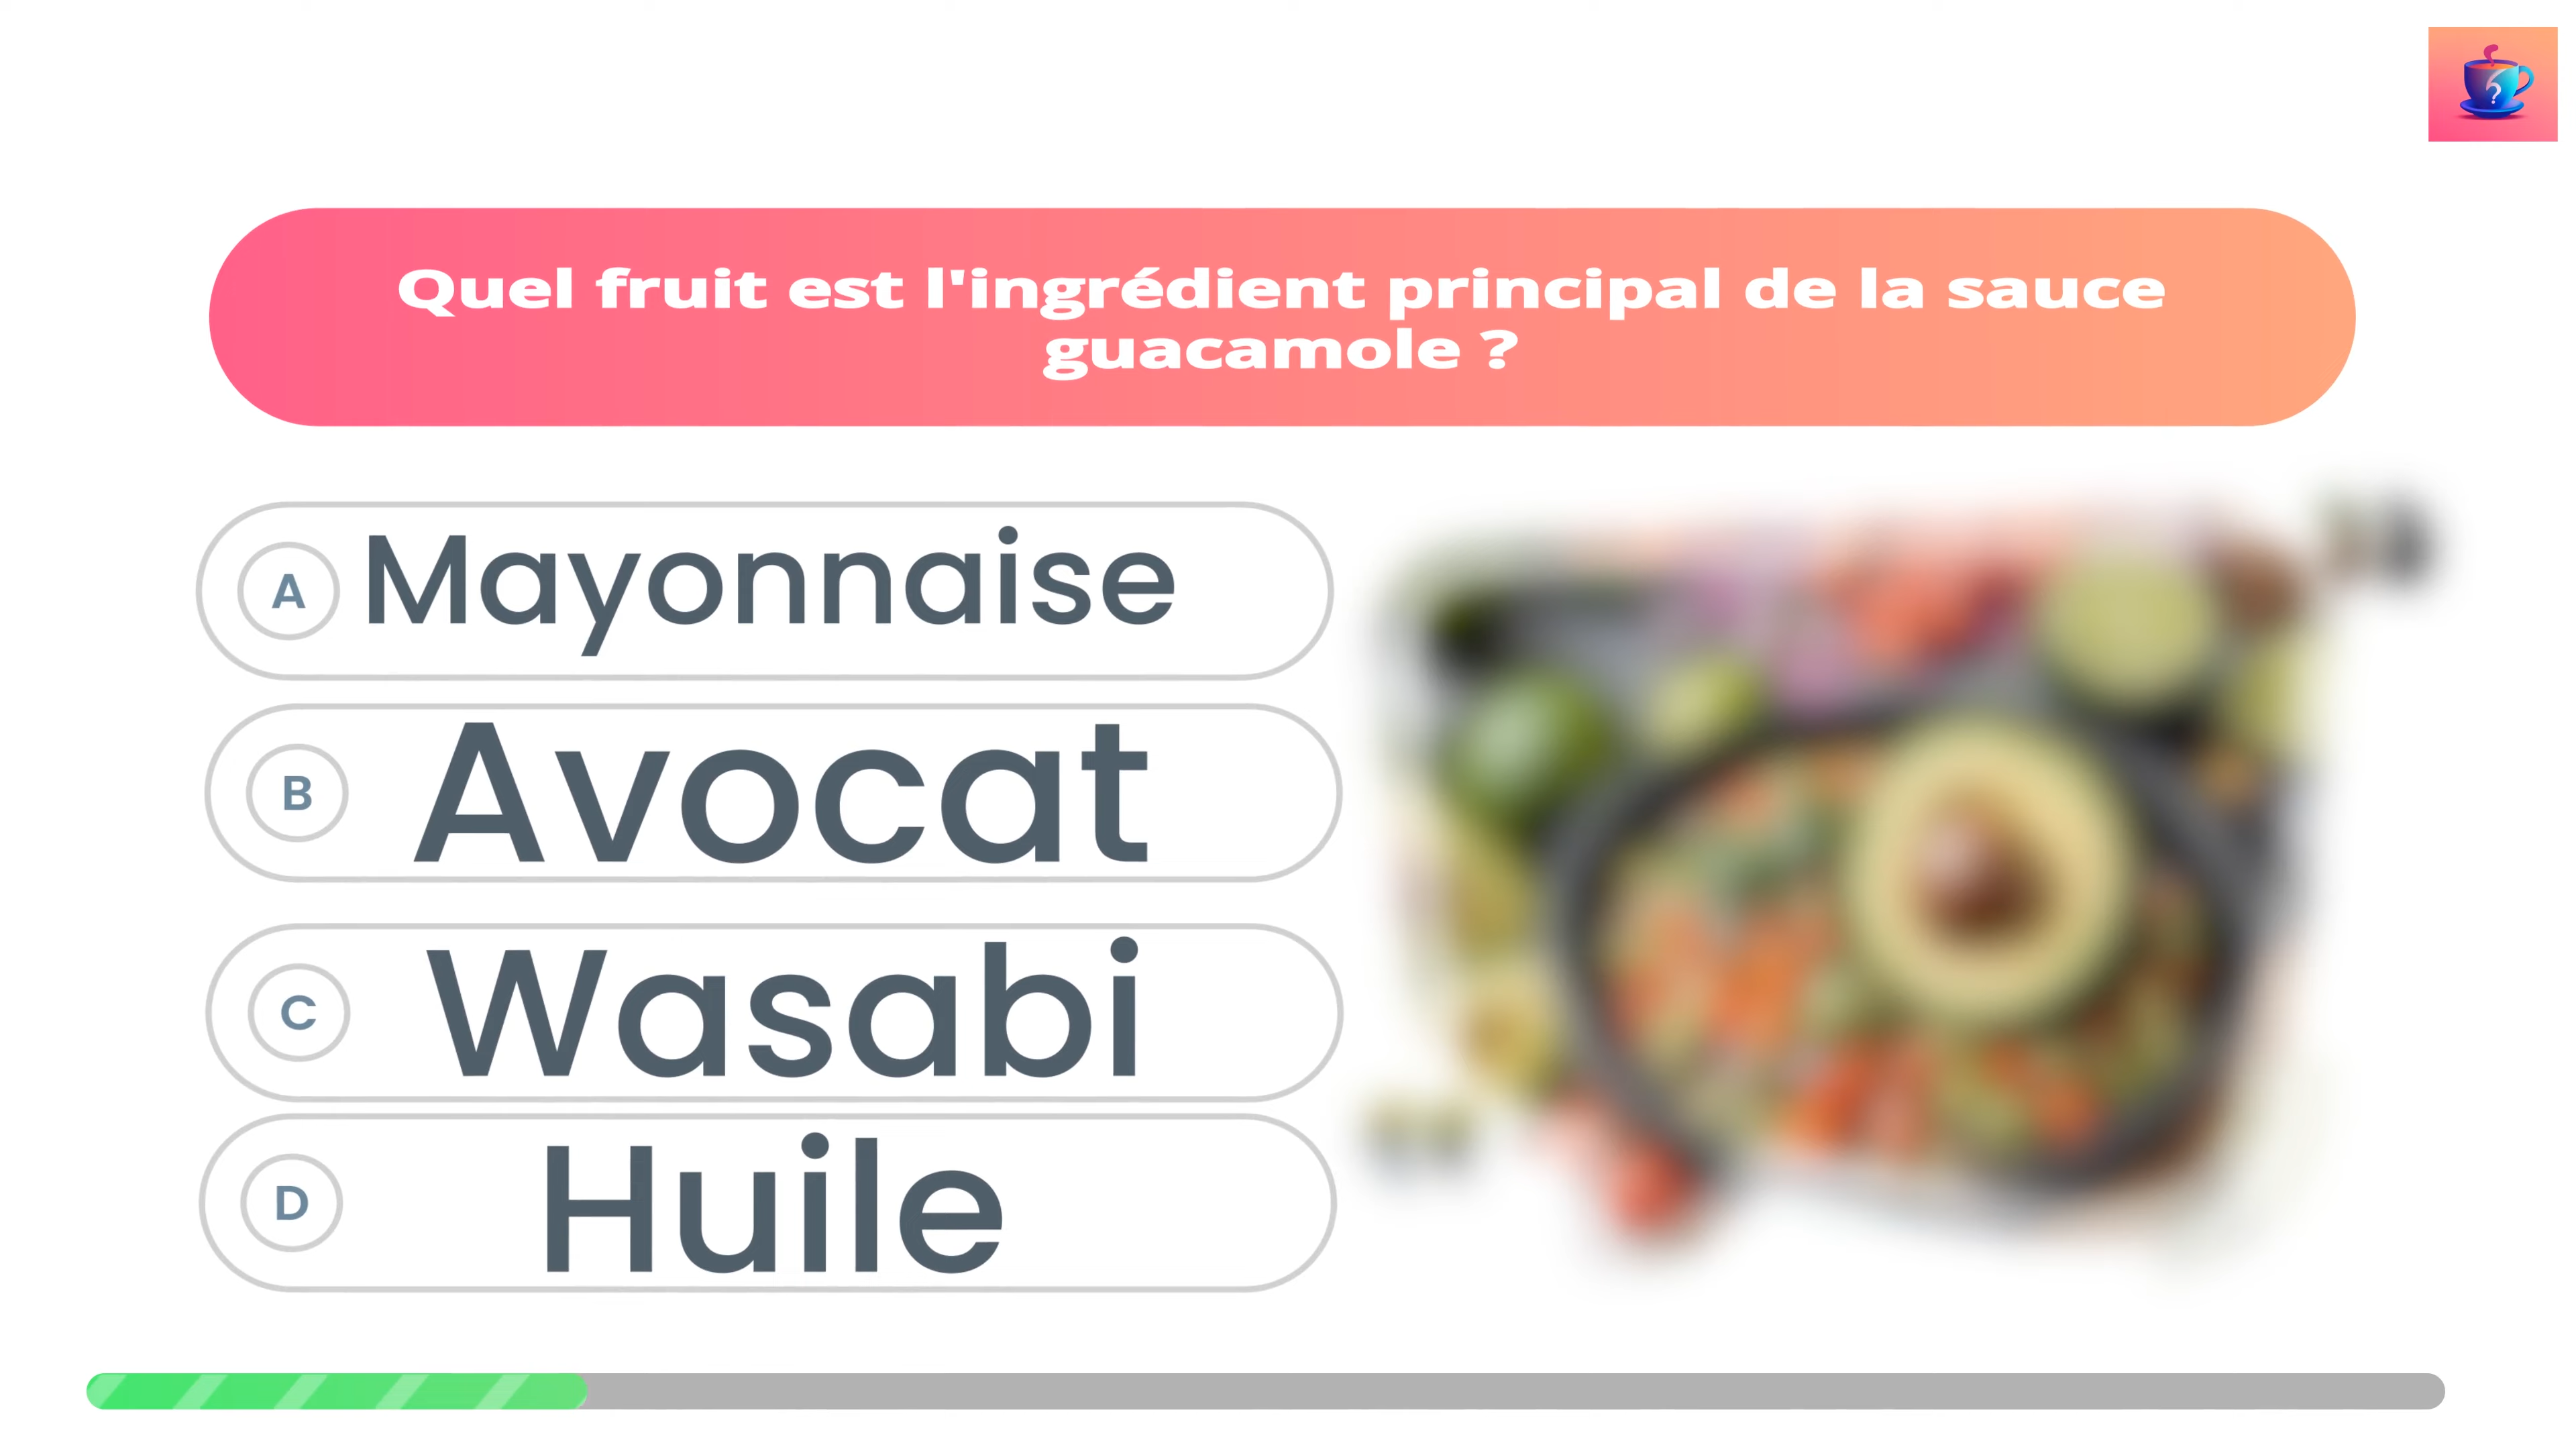 Quel fruit est l'ingrédient principal de la sauce
guacamole ?
A Mayonnaise
B Avocat
C Wasabi
D Huile